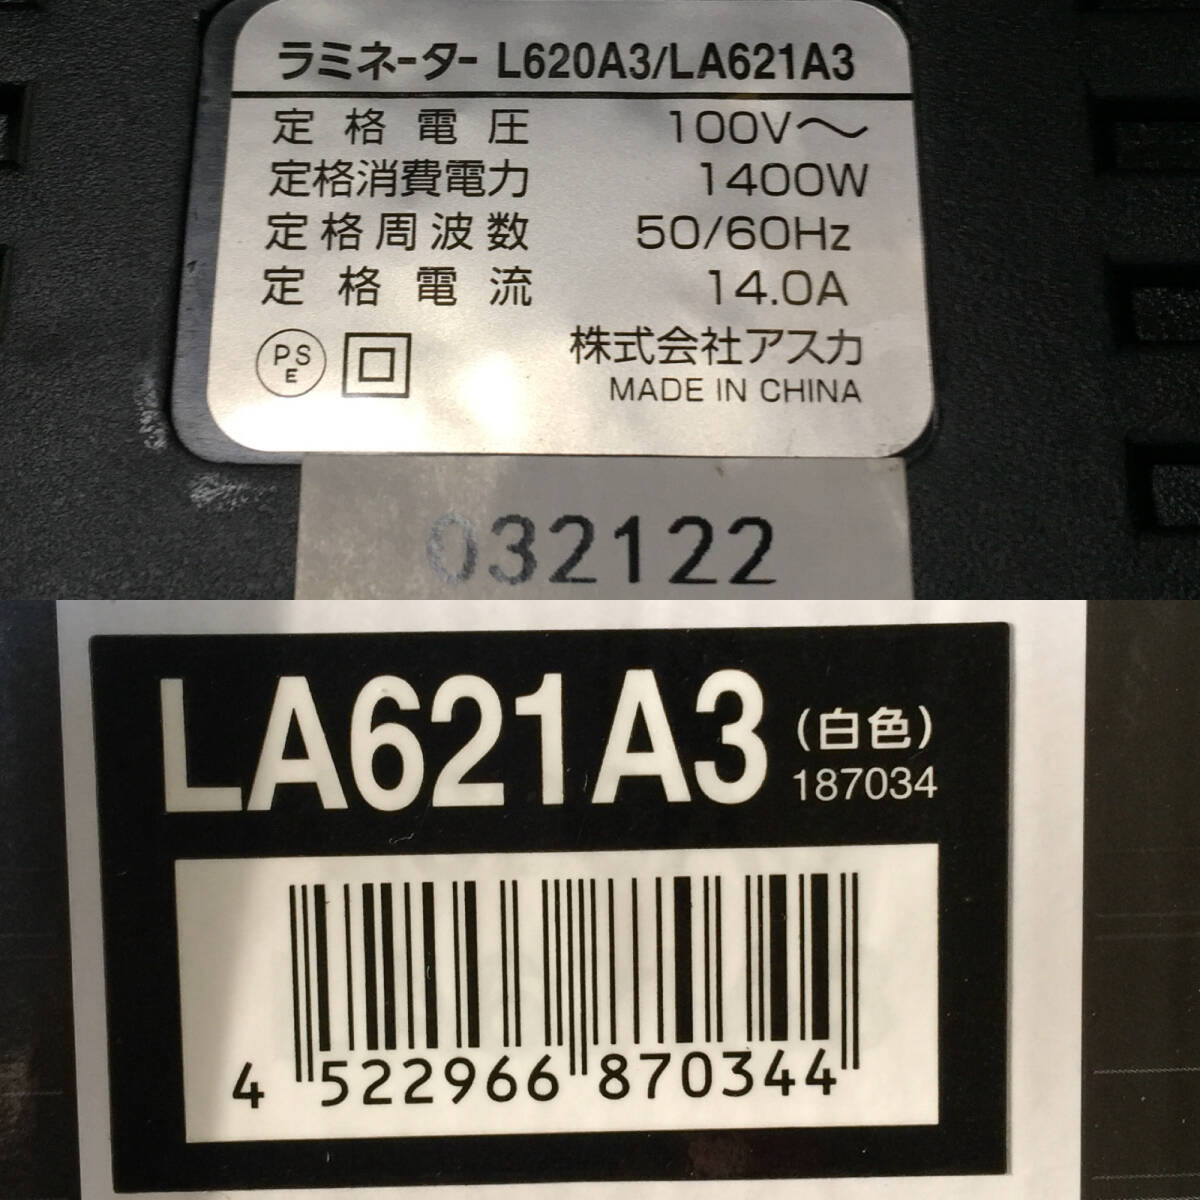 ラミネーター L620A3/LA621A3
定格電圧 100V～
定格消費電力 1400W
定格周波数 50/60Hz
定格電流 14.0A
PSE
株式会社アスカ
MADE IN CHINA
032122
LA621A3 (白色)
187034
4 522966 870344